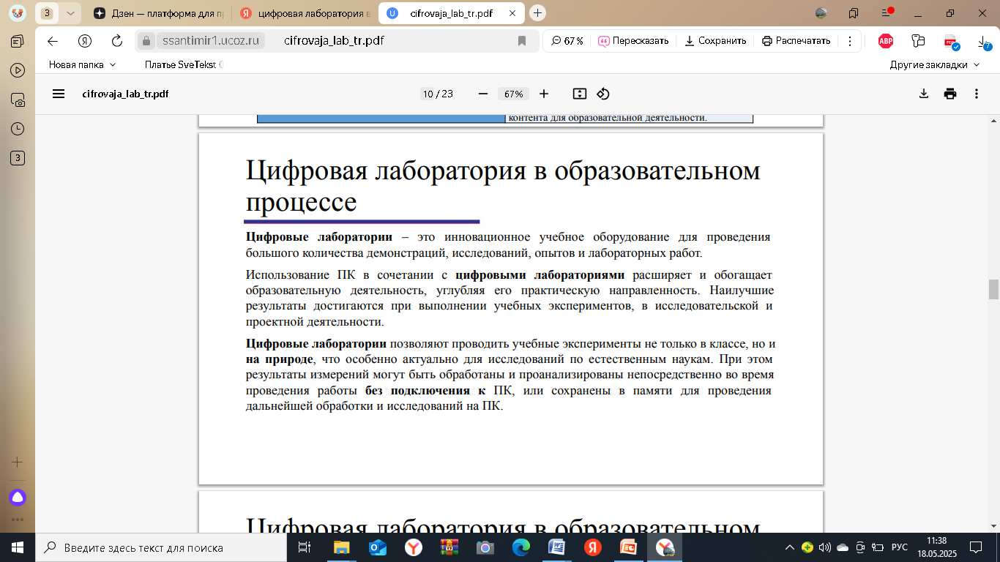 3
Дзен — платформа для пр
цифровая лаборатория в
cifrovaja_lab_tr.pdf
ssantimir1.ucoz.ru
cifrovaja_lab_tr.pdf
67 %
Пересказать
Сохранить
Распечатать
ABP
PDF
7
Новая папка
Платье SveTekst
Другие закладки
cifrovaja_lab_tr.pdf
10 / 23
67%
3
контента для образовательной деятельности.
Цифровая лаборатория в образовательном
процессе
Цифровые лаборатории – это инновационное учебное оборудование для проведения
большого количества демонстраций, исследований, опытов и лабораторных работ.
Использование ПК в сочетании с цифровыми лабораториями расширяет и обогащает
образовательную деятельность, углубляя его практическую направленность. Наилучшие
результаты достигаются при выполнении учебных экспериментов, в исследовательской и
проектной деятельности.
Цифровые лаборатории позволяют проводить учебные эксперименты не только в классе, но и
на природе, что особенно актуально для исследований по естественным наукам. При этом
результаты измерений могут быть обработаны и проанализированы непосредственно во время
проведения работы без подключения к ПК, или сохранены в памяти для проведения
дальнейшей обработки и исследований на ПК.
Цифровая лаборатория в образовательном
Введите здесь текст для поиска
РУС
11:38
18.05.2025